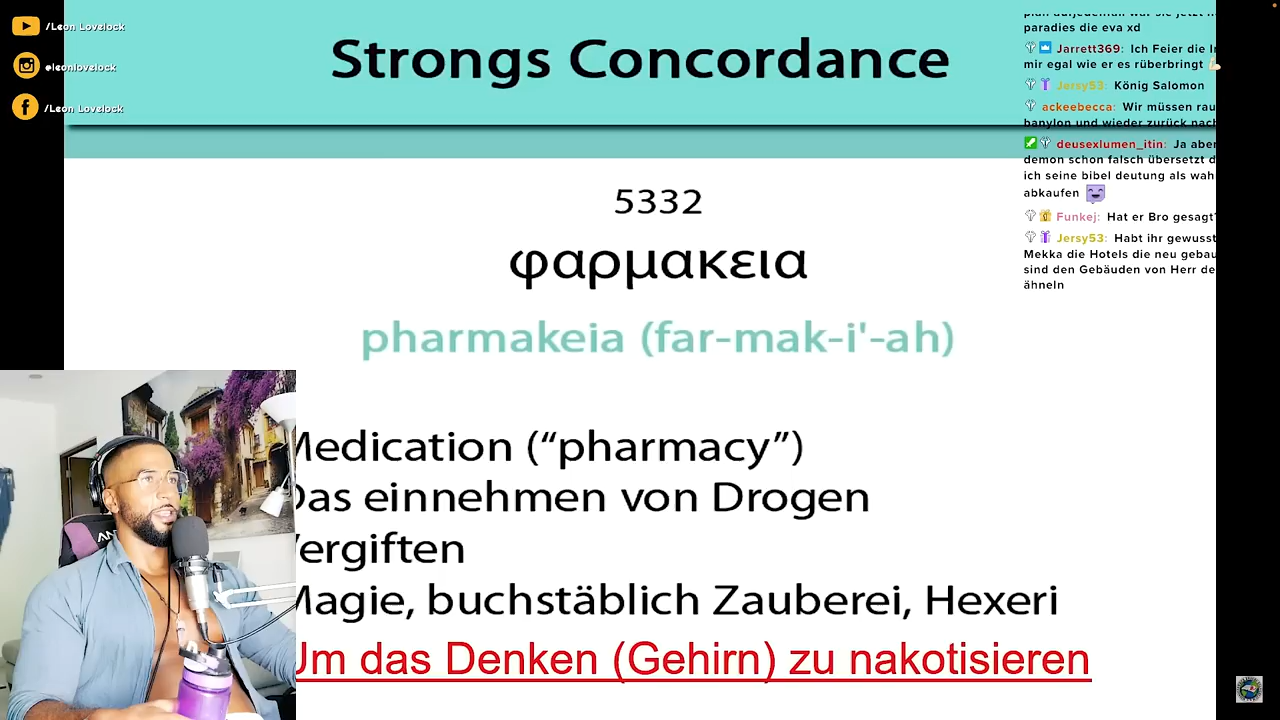 /Leon Lovelock
@leonlovelock
/Leon Lovelock
Strongs Concordance
5332
φαρμακεια
pharmakeia (far-mak-i'-ah)
Medication (“pharmacy”)
Das einnehmen von Drogen
Vergiften
Magie, buchstäblich Zauberei, Hexeri
Um das Denken (Gehirn) zu nakotisieren
paradies die eva xd
Jarrett369: Ich Feier die
mir egal wie er es rüberbringt
Jersy53: König Salomon
ackeebecca: Wir müssen
banylon und wieder zurück
deusexlumen_itin: Ja
demon schon falsch übersetzt
ich seine bibel deutung als
abkaufen
Funkej: Hat er Bro gesagt?
Jersy53: Habt ihr
Mekka die Hotels die neu
sind den Gebäuden von Herr
ähneln